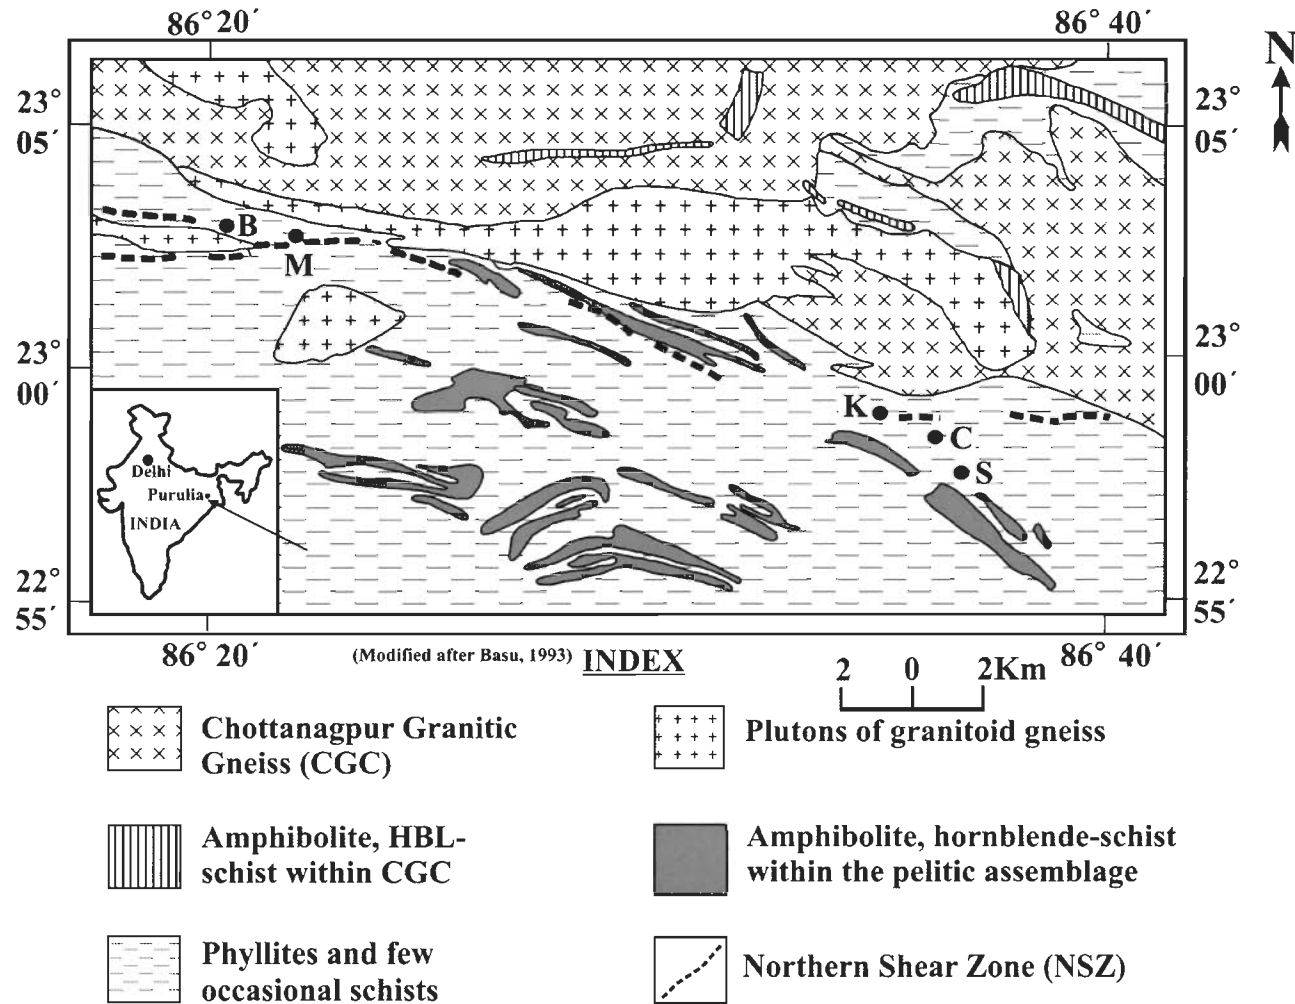 86° 20´
86° 40´
N
23°
05´
23°
05´
B
M
23°
00´
23°
00´
K
C
S
Delhi
Purulia
INDIA
22°
55´
22°
55´
86° 20´
(Modified after Basu, 1993)
INDEX
86° 40´
2 0 2Km
Chottanagpur Granitic
Gneiss (CGC)
Plutons of granitoid gneiss
Amphibolite, HBL-
schist within CGC
Amphibolite, hornblende-schist
within the pelitic assemblage
Phyllites and few
occasional schists
Northern Shear Zone (NSZ)